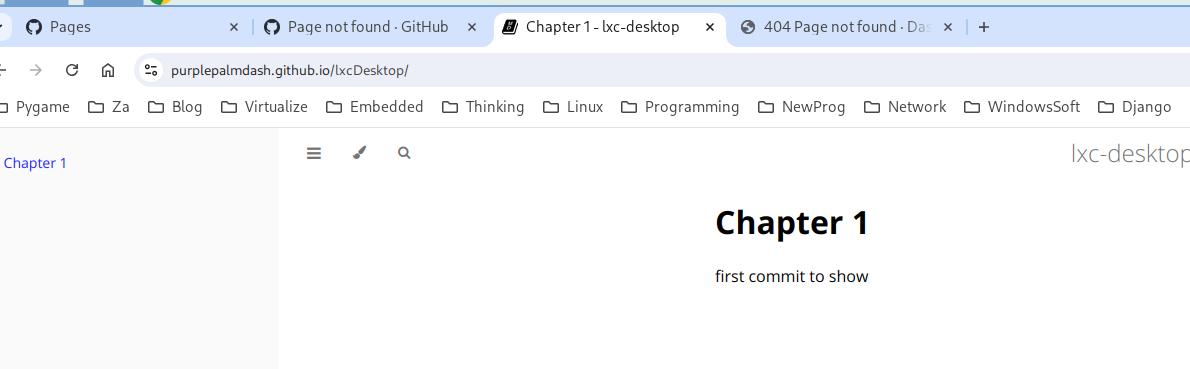 Pages
Page not found · GitHub
Chapter 1 - lxc-desktop
404 Page not found · Das
purplepalmdash.github.io/lxcDesktop/
Pygame Za Blog Virtualize Embedded Thinking Linux Programming NewProg Network WindowsSoft Django
Chapter 1
lxc-desktop
Chapter 1
first commit to show